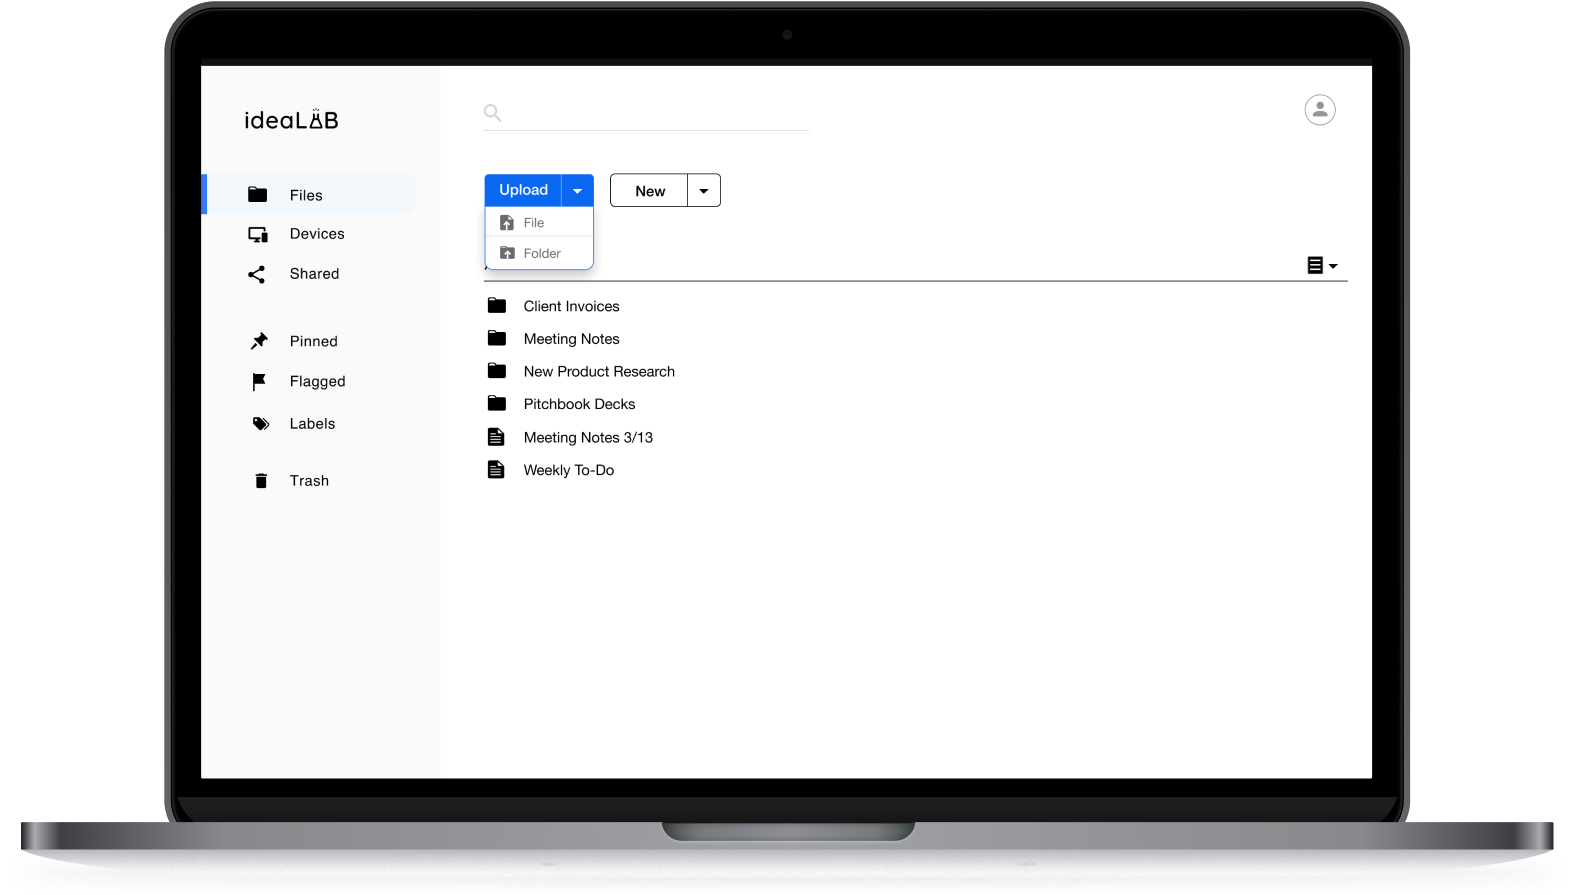 ideaLAB
Files
Devices
Shared
Pinned
Flagged
Labels
Trash
Upload
New
File
Folder
Client Invoices
Meeting Notes
New Product Research
Pitchbook Decks
Meeting Notes 3/13
Weekly To-Do